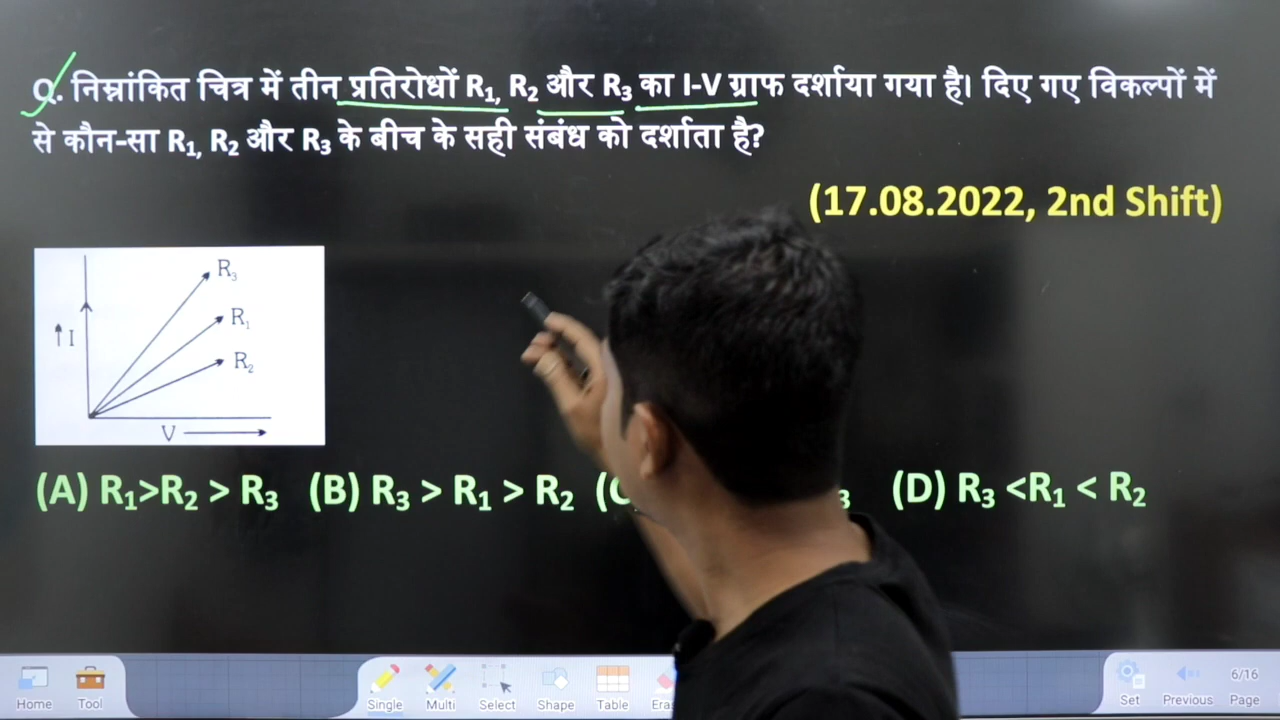 Q. निम्नांकित चित्र में तीन प्रतिरोधों R₁, R₂ और R₃ का I-V ग्राफ दर्शाया गया है। दिए गए विकल्पों में
से कौन-सा R₁, R₂ और R₃ के बीच के सही संबंध को दर्शाता है?
(17.08.2022, 2nd Shift)
R₃
R₁
I
R₂
V
(A) R₁>R₂ > R₃ (B) R₃ > R₁ > R₂ (D) R₃ <R₁ < R₂
Home Tool Single Multi Select Shape Table Set Previous Page
6/16